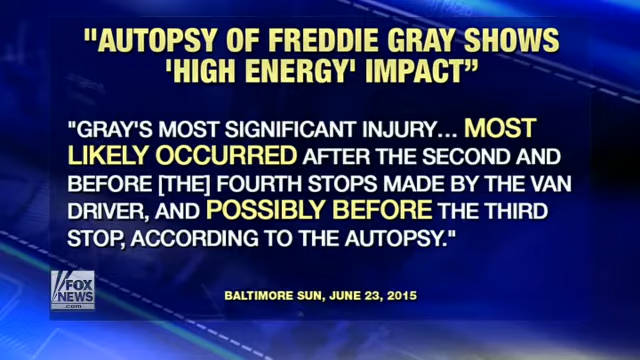 "AUTOPSY OF FREDDIE GRAY SHOWS
'HIGH ENERGY' IMPACT”
"GRAY'S MOST SIGNIFICANT INJURY... MOST
LIKELY OCCURRED AFTER THE SECOND AND
BEFORE [THE] FOURTH STOPS MADE BY THE VAN
DRIVER, AND POSSIBLY BEFORE THE THIRD
STOP, ACCORDING TO THE AUTOPSY."
FOX
NEWS
.com
BALTIMORE SUN, JUNE 23, 2015